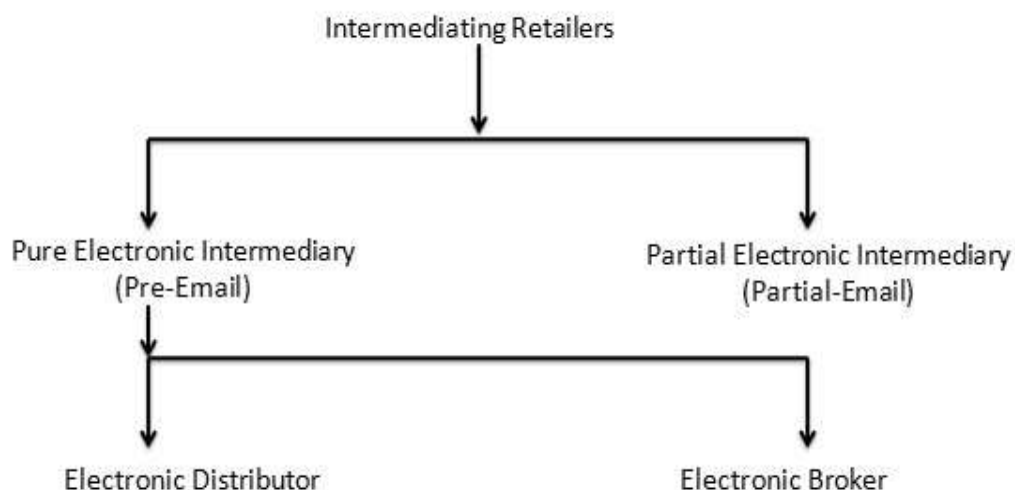 Intermediating Retailers
Pure Electronic Intermediary
(Pre-Email)
Partial Electronic Intermediary
(Partial-Email)
Electronic Distributor
Electronic Broker